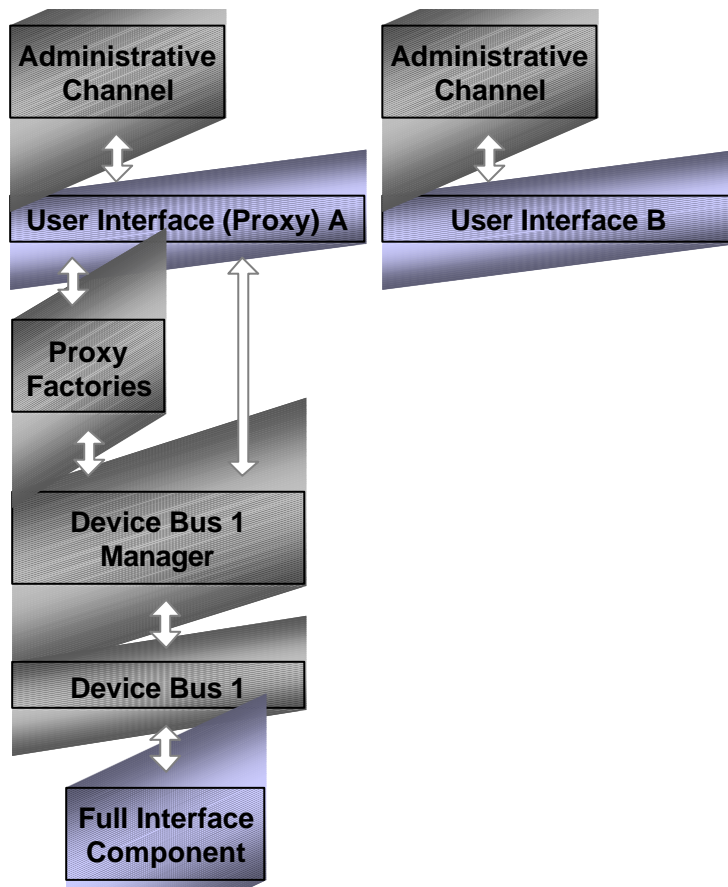 Administrative
Channel
Administrative
Channel
User Interface (Proxy) A
User Interface B
Proxy
Factories
Device Bus 1
Manager
Device Bus 1
Full Interface
Component